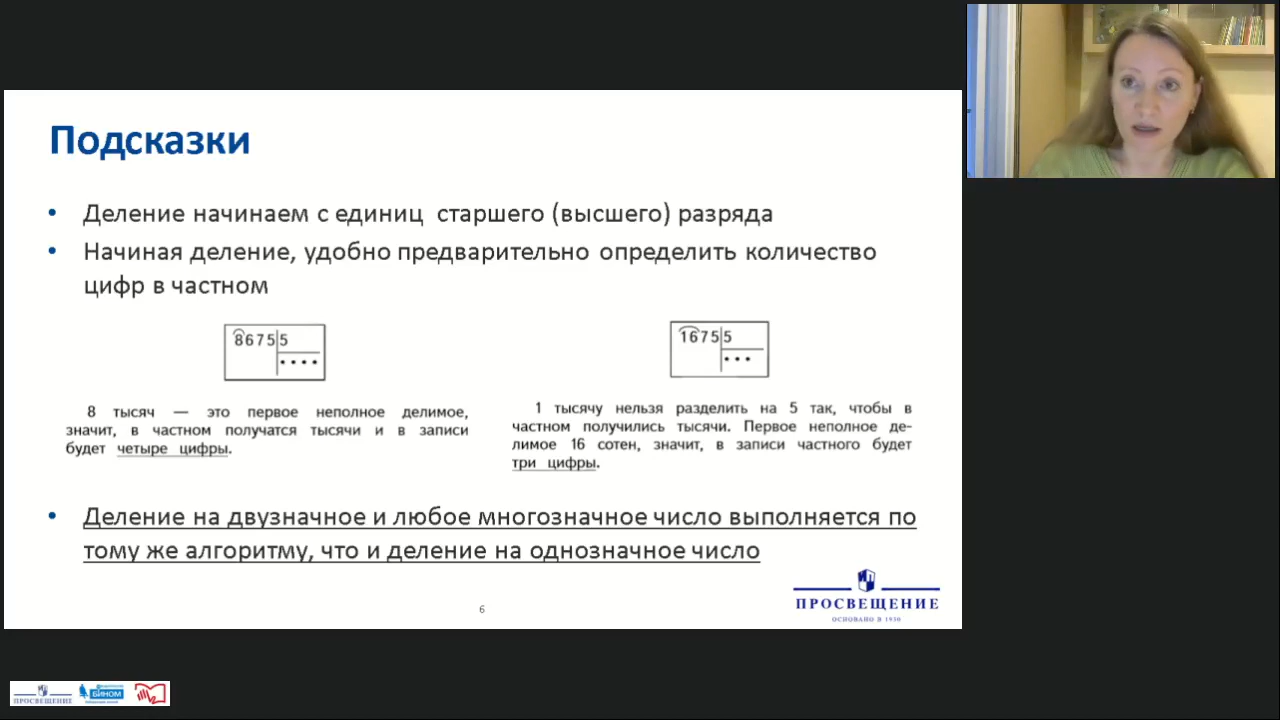 Подсказки
• Деление начинаем с единиц старшего (высшего) разряда
• Начиная деление, удобно предварительно определить количество
цифр в частном
8675|5
• • • •
8 тысяч — это первое неполное делимое,
значит, в частном получатся тысячи и в записи
будет четыре цифры.
1675|5
• • •
1 тысячу нельзя разделить на 5 так, чтобы в
частном получились тысячи. Первое неполное де-
лимое 16 сотен, значит, в записи частного будет
три цифры.
• Деление на двузначное и любое многозначное число выполняется по
тому же алгоритму, что и деление на однозначное число
6
ПРОСВЕЩЕНИЕ
ОСНОВАНО В 1930
ПРОСВЕЩЕНИЕ
БИНОМ